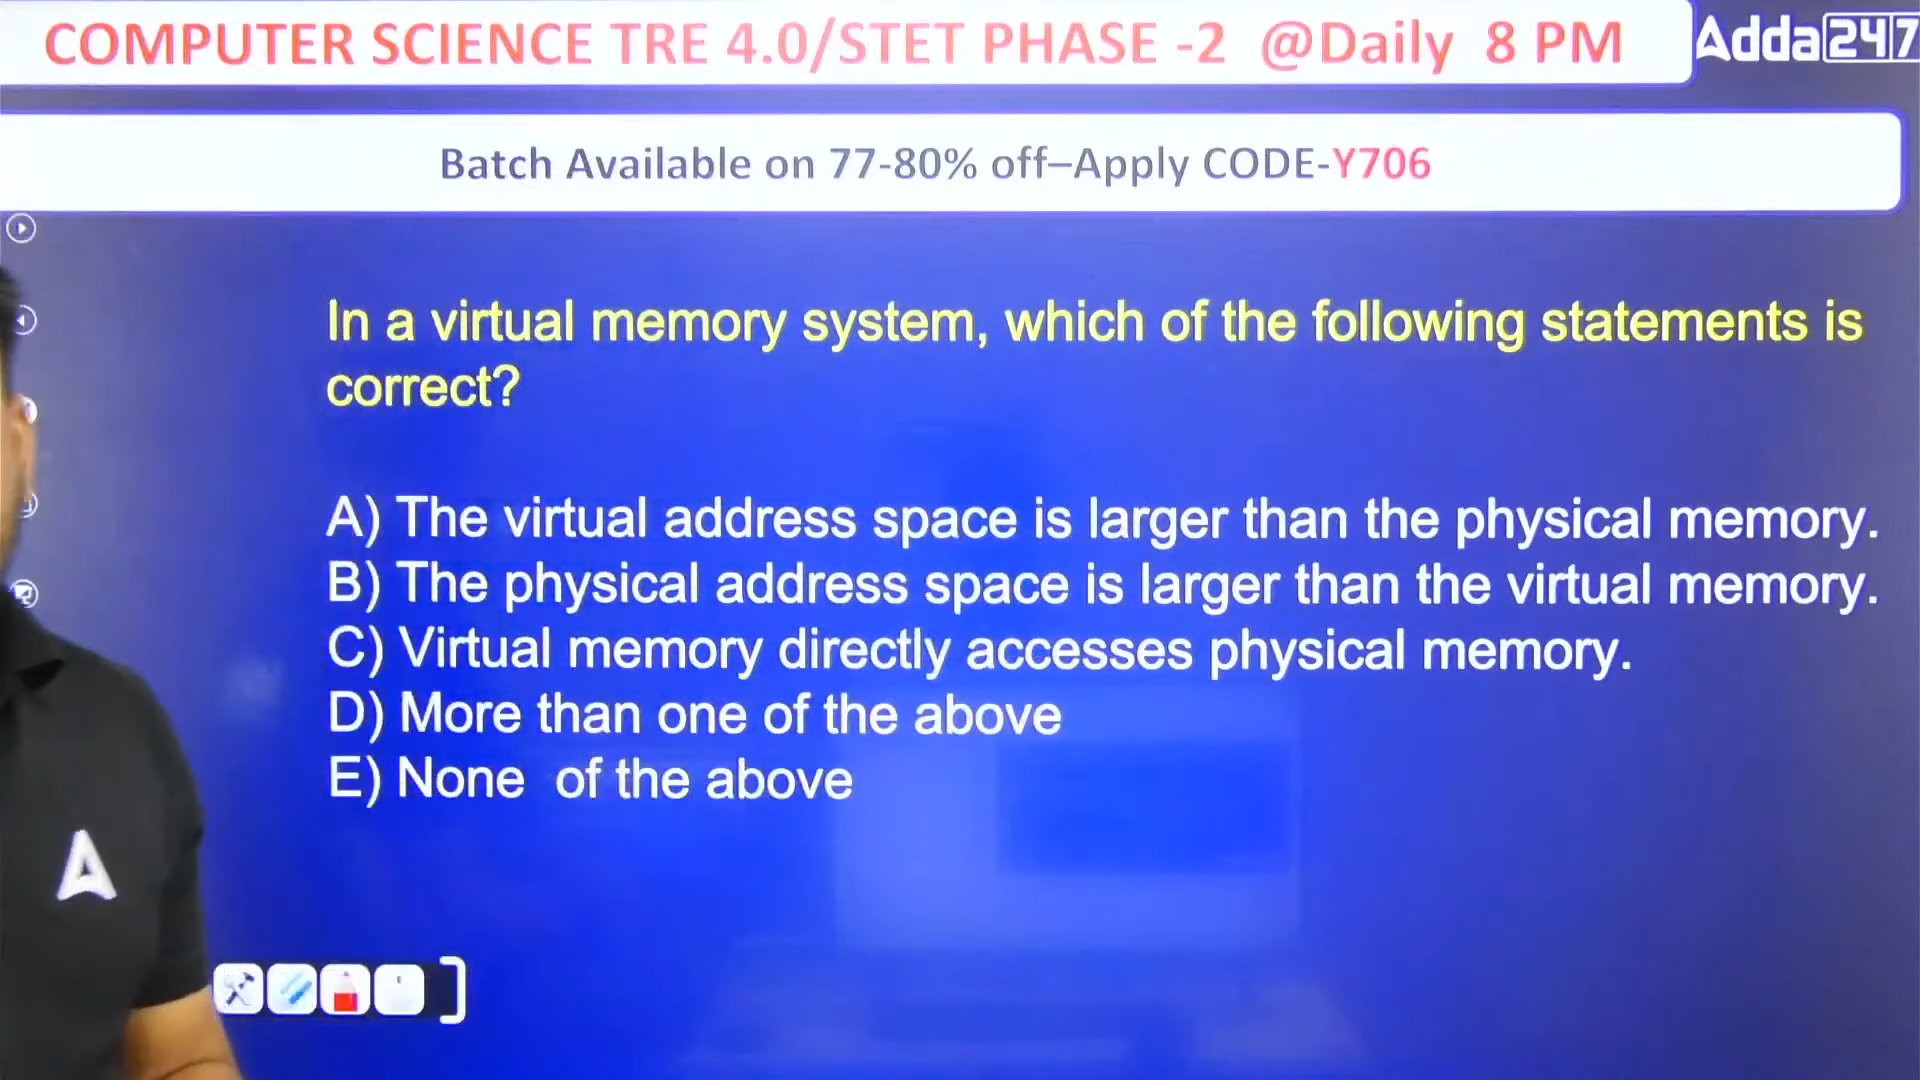 COMPUTER SCIENCE TRE 4.0/STET PHASE -2 @Daily 8 PM
Adda247
Batch Available on 77-80% off–Apply CODE-Y706
In a virtual memory system, which of the following statements is
correct?
A) The virtual address space is larger than the physical memory.
B) The physical address space is larger than the virtual memory.
C) Virtual memory directly accesses physical memory.
D) More than one of the above
E) None of the above